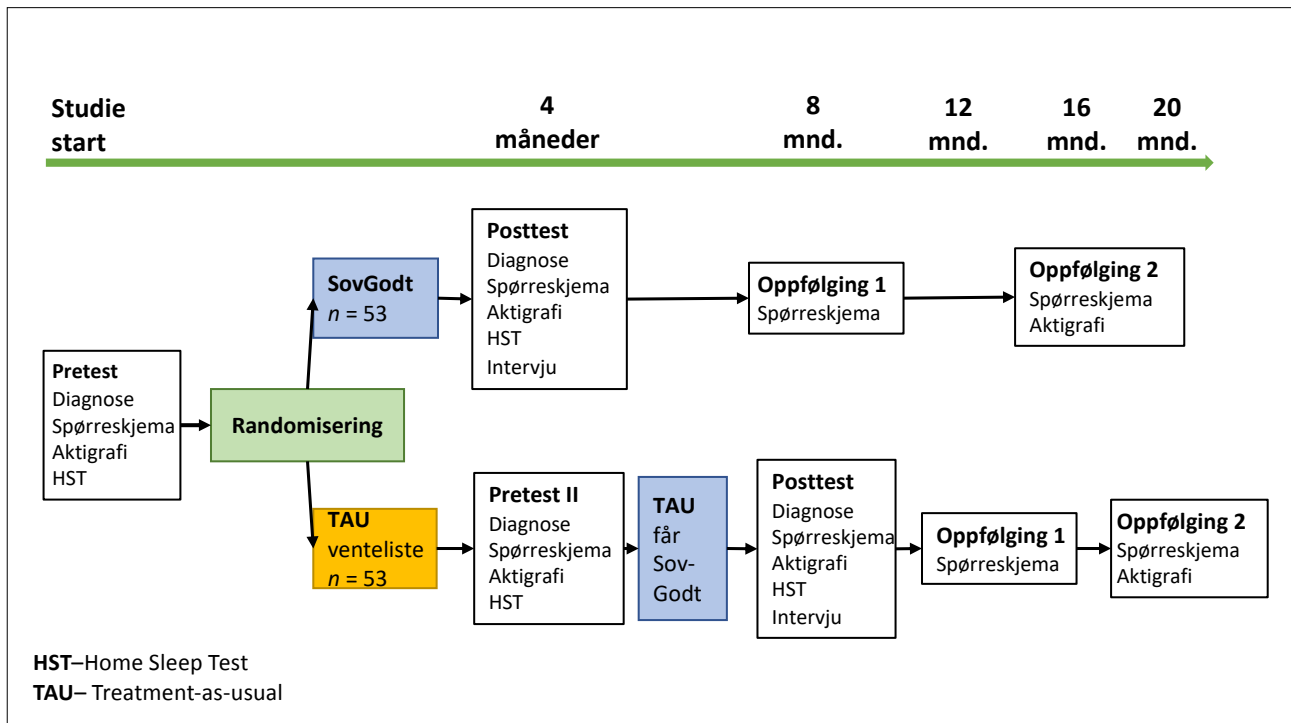 Studie
start
4
måneder
8
mnd.
12
mnd.
16
mnd.
20
mnd.
Pretest
Diagnose
Spørreskjema
Aktigrafi
HST
Randomisering
SovGodt
n = 53
Posttest
Diagnose
Spørreskjema
Aktigrafi
HST
Intervju
Oppfølging 1
Spørreskjema
Oppfølging 2
Spørreskjema
Aktigrafi
TAU
venteliste
n = 53
Pretest II
Diagnose
Spørreskjema
Aktigrafi
HST
TAU
får
Sov-
Godt
Posttest
Diagnose
Spørreskjema
Aktigrafi
HST
Intervju
Oppfølging 1
Spørreskjema
Oppfølging 2
Spørreskjema
Aktigrafi
HST–Home Sleep Test
TAU– Treatment-as-usual